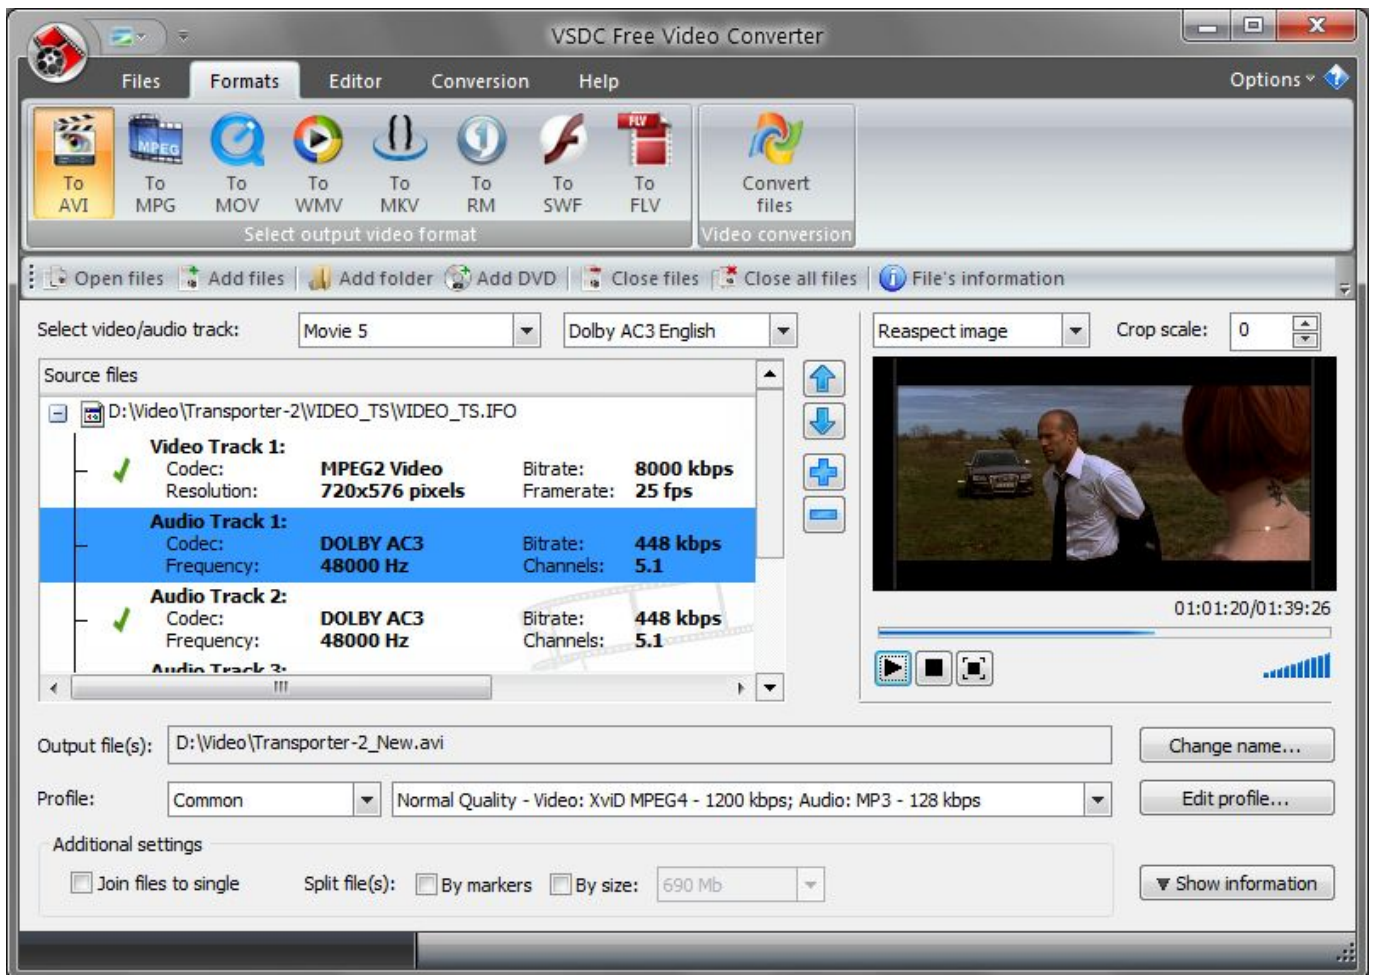 VSDC Free Video Converter
Files Formats Editor Conversion Help Options
MPEG FLV
To AVI To MPG To MOV To WMV To MKV To RM To SWF To FLV Convert files
Select output video format Video conversion
Open files Add files Add folder Add DVD Close files Close all files File's information
Select video/audio track: Movie 5 Dolby AC3 English Reaspect image Crop scale: 0
Source files
D:\Video\Transporter-2\VIDEO_TS\VIDEO_TS.IFO
Video Track 1:
Codec: MPEG2 Video Bitrate: 8000 kbps
Resolution: 720x576 pixels Framerate: 25 fps
Audio Track 1:
Codec: DOLBY AC3 Bitrate: 448 kbps
Frequency: 48000 Hz Channels: 5.1
Audio Track 2:
Codec: DOLBY AC3 Bitrate: 448 kbps
Frequency: 48000 Hz Channels: 5.1
Audio Track 3:
01:01:20/01:39:26
Output file(s): D:\Video\Transporter-2_New.avi Change name...
Profile: Common Normal Quality - Video: XviD MPEG4 - 1200 kbps; Audio: MP3 - 128 kbps Edit profile...
Additional settings
Join files to single Split file(s): By markers By size: 690 Mb Show information